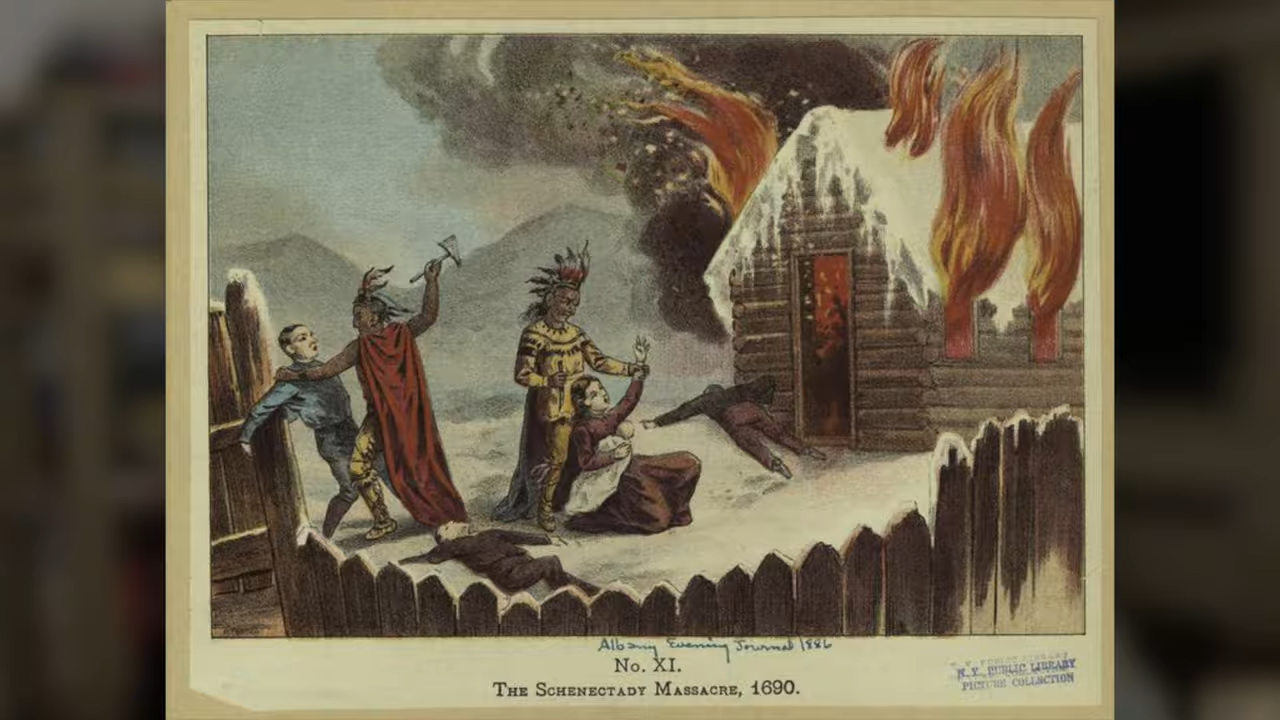 Albany Evening Journal 1886
No. XI.
The Schenectady Massacre, 1690.
N.Y. PUBLIC LIBRARY
PICTURE COLLECTION